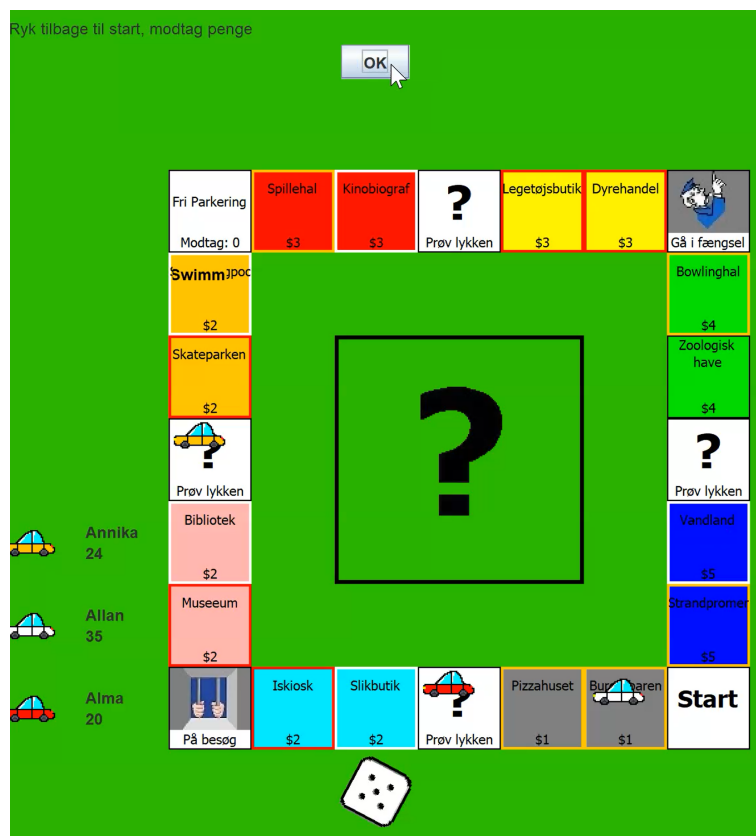 Ryk tilbage til start, modtag penge
OK
Fri Parkering
Modtag: 0
Spillehal
$3
Kinobiograf
$3
?
Prøv lykken
Legetøjsbutik
$3
Dyrehandel
$3
Gå i fængsel
Swimm
$2
Bowlinghal
$4
Skateparken
$2
Zoologisk
have
$4
?
Prøv lykken
?
?
Prøv lykken
Annika
24
Bibliotek
$2
Vandland
$5
Allan
35
Museeum
$2
Strandpromen
$5
Alma
20
På besøg
Iskiosk
$2
Slikbutik
$2
?
Prøv lykken
Pizzahuset
$1
$1
Start